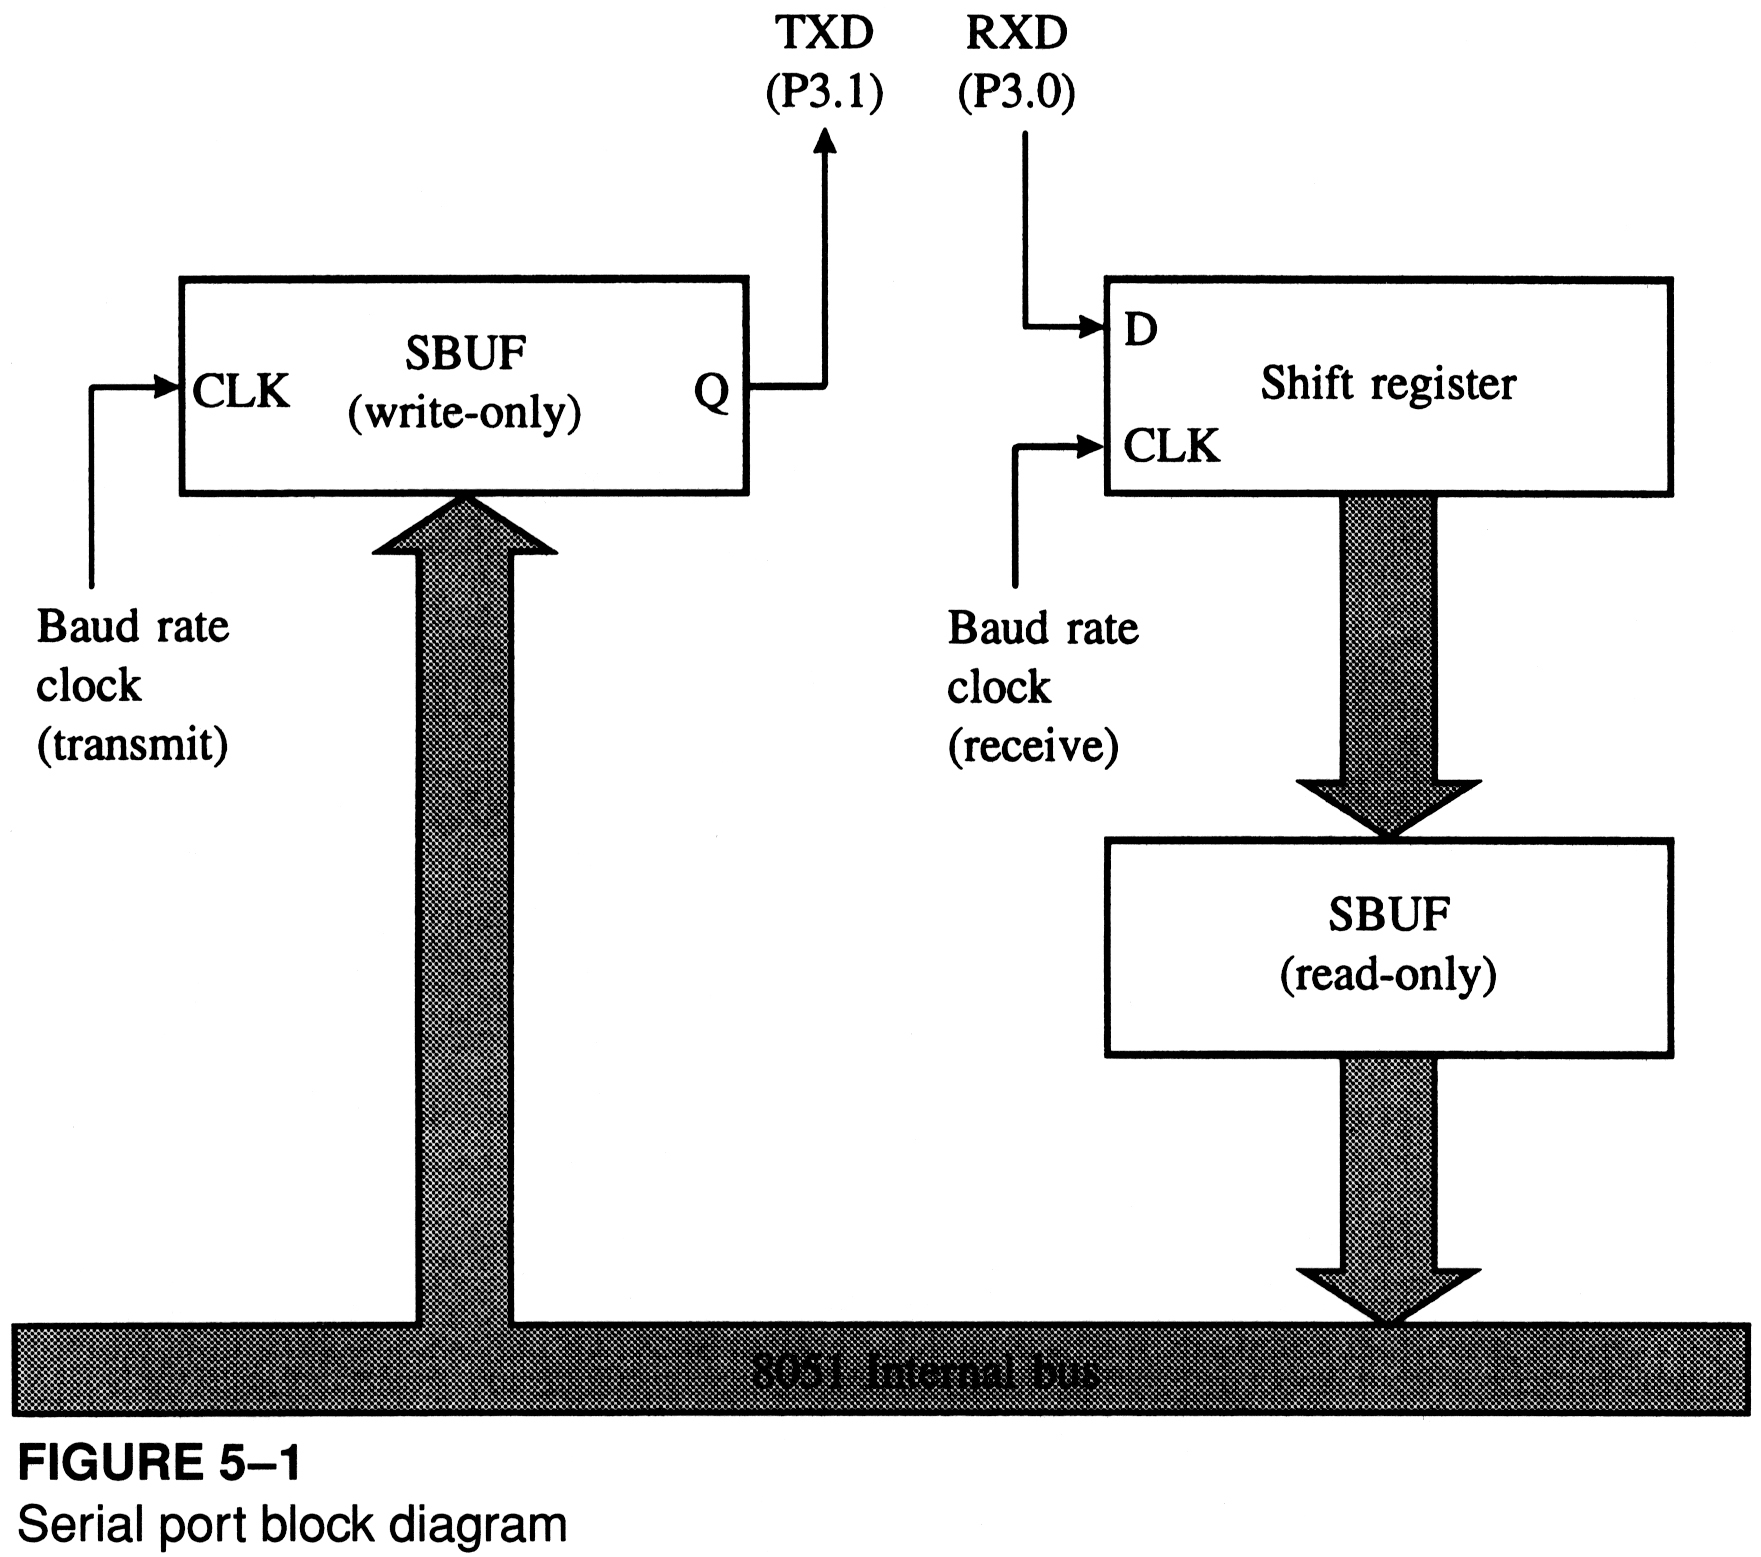 TXD
(P3.1)
RXD
(P3.0)
CLK
SBUF
(write-only)
Q
D
Shift register
CLK
Baud rate
clock
(transmit)
Baud rate
clock
(receive)
SBUF
(read-only)
8051 Internal bus
FIGURE 5–1
Serial port block diagram